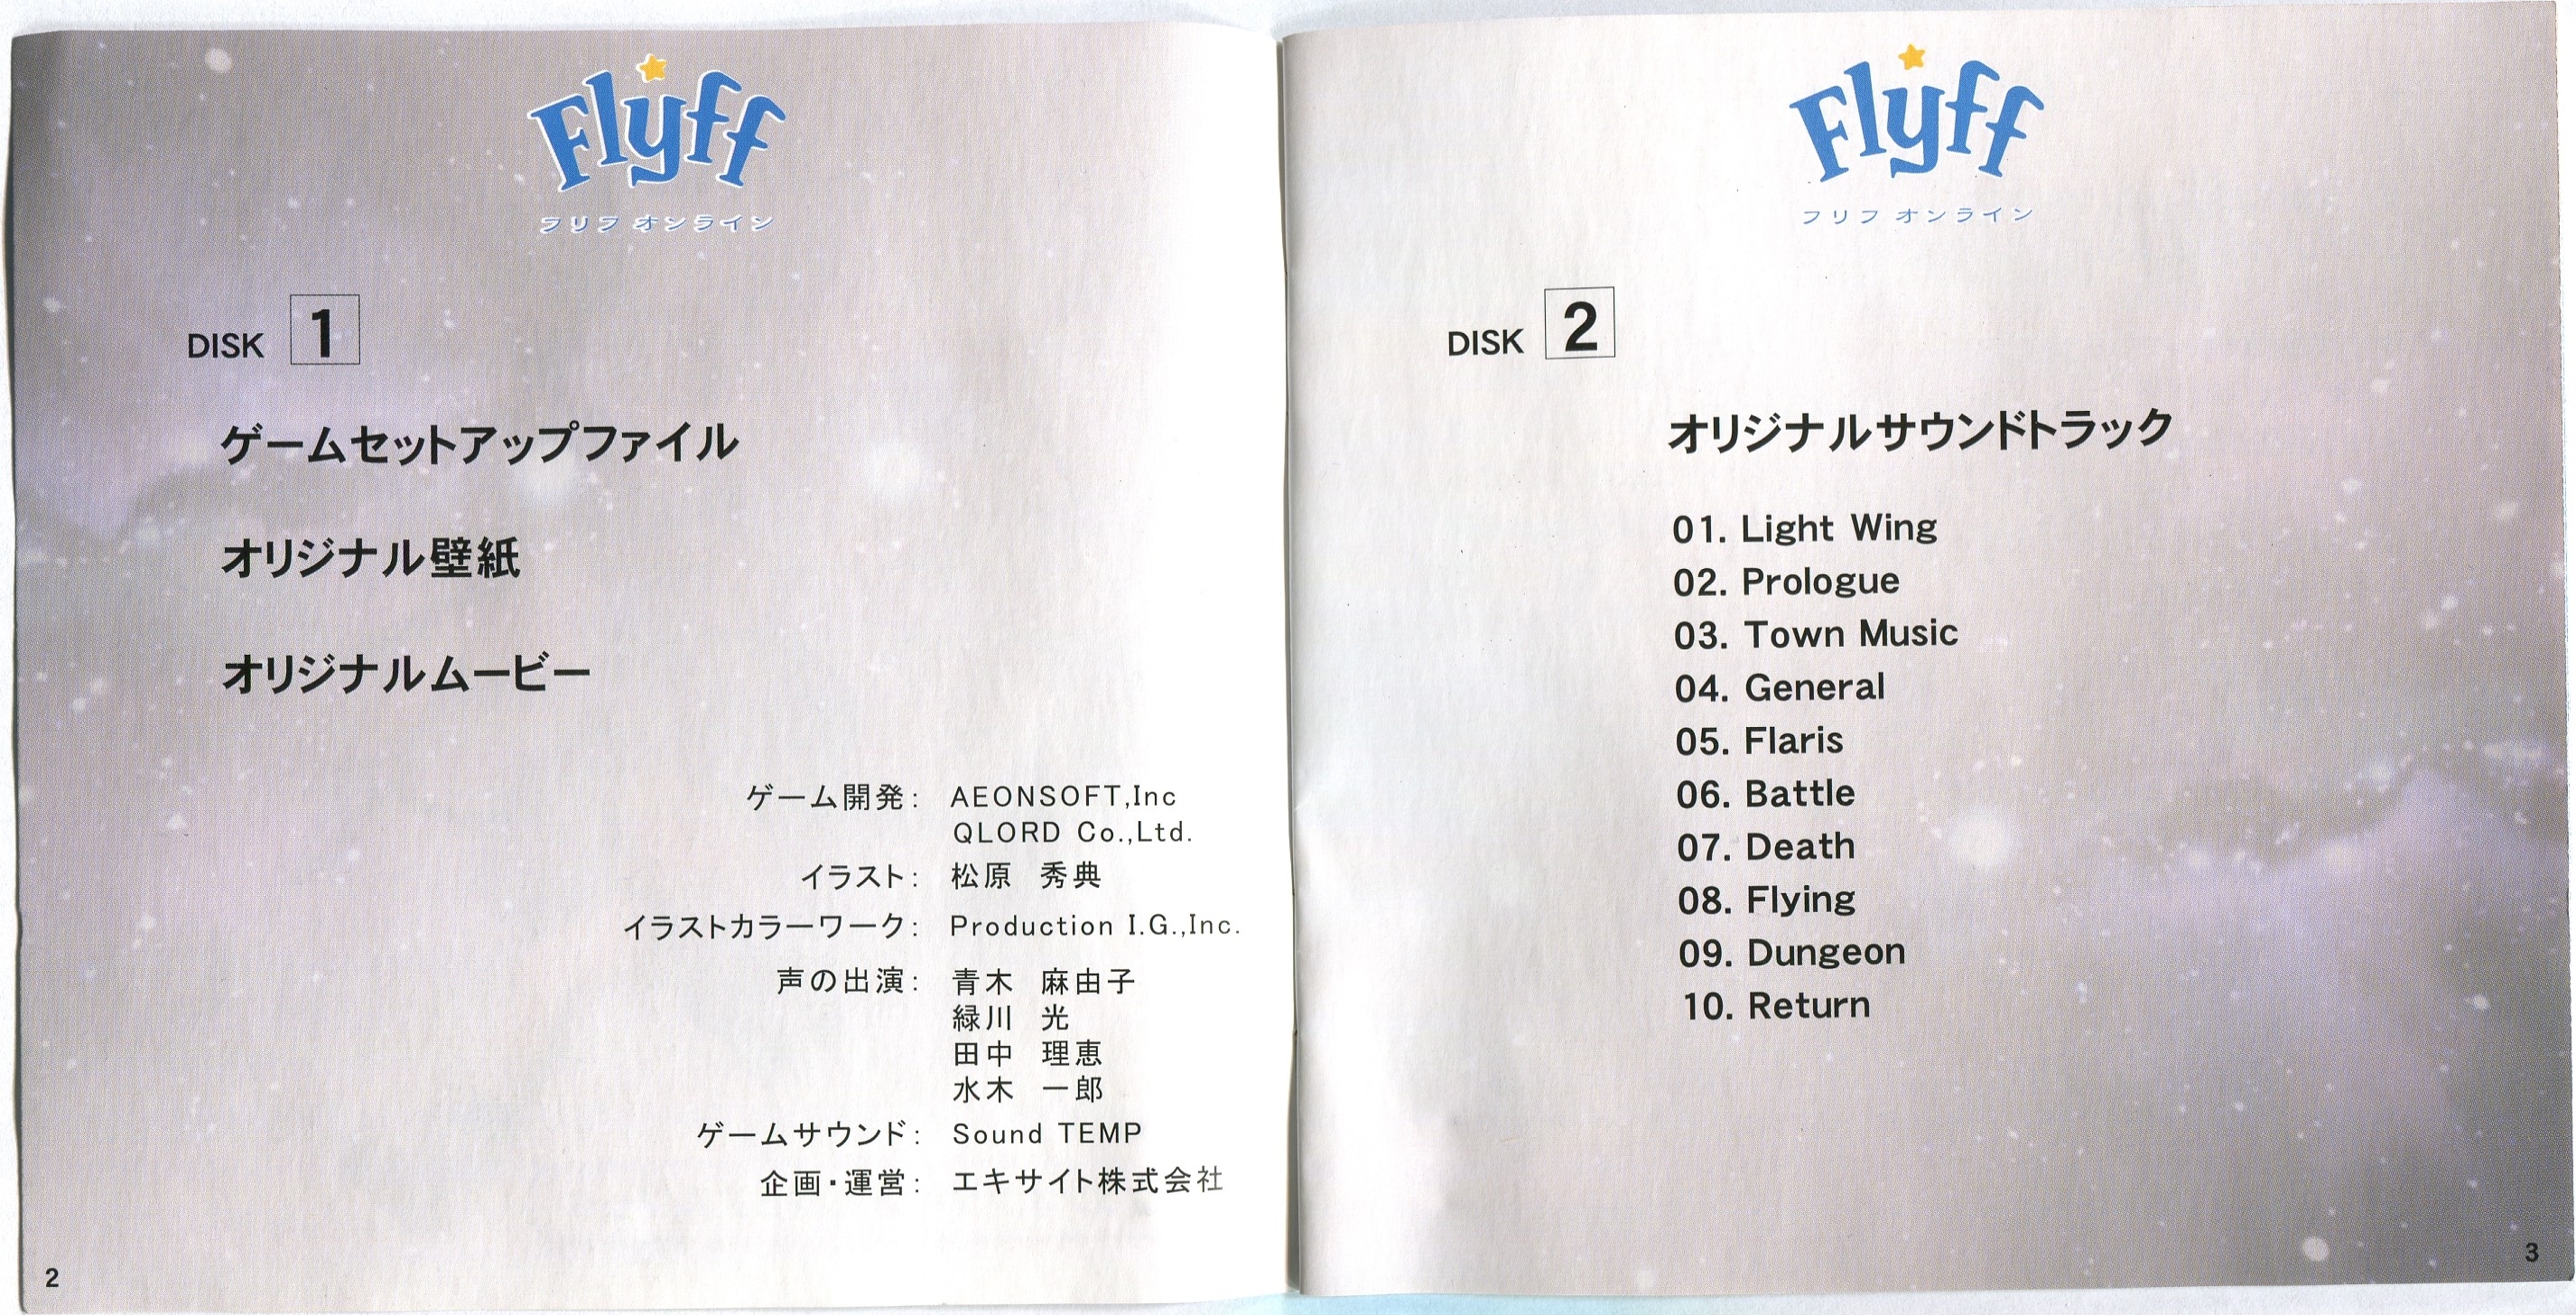 Flyff
フリフ オンライン
DISK 1
ゲームセットアップファイル
オリジナル壁紙
オリジナルムービー
ゲーム開発： AEONSOFT,Inc
QLORD Co.,Ltd.
イラスト： 松原 秀典
イラストカラーワーク： Production I.G.,Inc.
声の出演： 青木 麻由子
緑川 光
田中 理恵
水木 一郎
ゲームサウンド： Sound TEMP
企画・運営： エキサイト株式会社
2
Flyff
フリフ オンライン
DISK 2
オリジナルサウンドトラック
01. Light Wing
02. Prologue
03. Town Music
04. General
05. Flaris
06. Battle
07. Death
08. Flying
09. Dungeon
10. Return
3